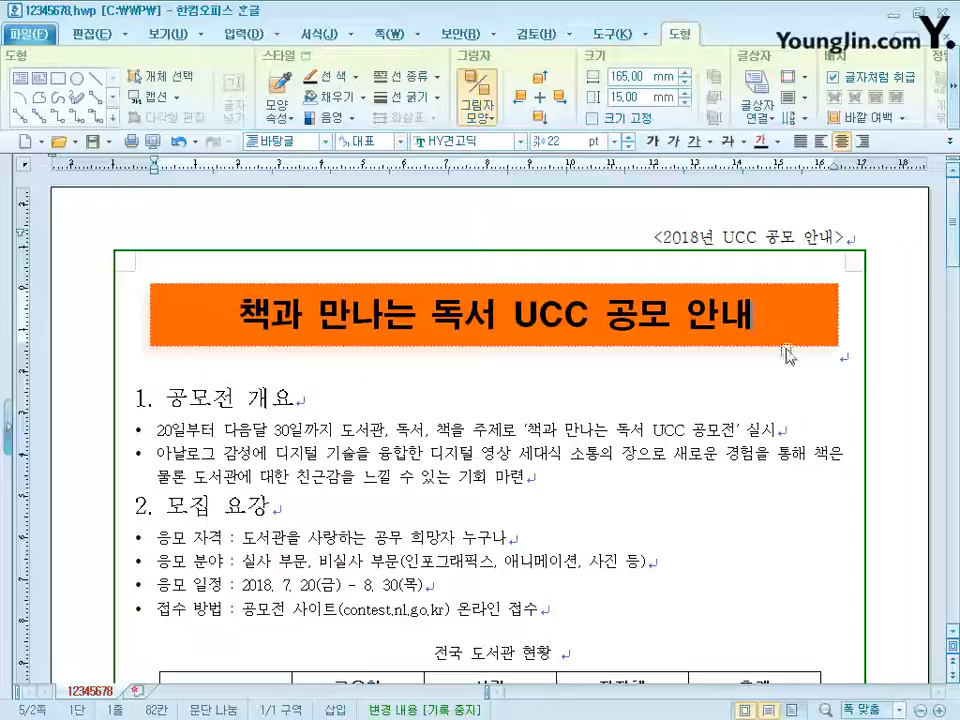 12345678.hwp [C:₩WPW] - 한컴오피스 한글
YoungJin.com Y.
파일(F) 편집(E) 보기(U) 입력(D) 서식(J) 쪽(W) 보안(R) 검토(H) 도구(K) 도형
도형 스타일 그림자 크기 글상자 배치
개체 선택 선 색 선 종류 165.00 mm 글자처럼 취급
캡션 채우기 선 굵기 15.00 mm
다각형 편집 글자 넣기 모양 속성 음영 화살표 그림자 모양 크기 고정 글상자 연결 바깥 여백
바탕글 대표 HY견고딕 22 pt 가 가 가 가 가
<2018년 UCC 공모 안내>
책과 만나는 독서 UCC 공모 안내
1. 공모전 개요
• 20일부터 다음달 30일까지 도서관, 독서, 책을 주제로 '책과 만나는 독서 UCC 공모전' 실시
• 아날로그 감성에 디지털 기술을 융합한 디지털 영상 세대식 소통의 장으로 새로운 경험을 통해 책은
물론 도서관에 대한 친근감을 느낄 수 있는 기회 마련
2. 모집 요강
• 응모 자격 : 도서관을 사랑하는 공무 희망자 누구나
• 응모 분야 : 실사 부문, 비실사 부문(인포그래픽스, 애니메이션, 사진 등)
• 응모 일정 : 2018. 7. 20(금) - 8. 30(목)
• 접수 방법 : 공모전 사이트(contest.nl.go.kr) 온라인 접수
전국 도서관 현황
12345678
5/2쪽 1단 1줄 82칸 문단 나눔 1/1 구역 삽입 변경 내용 [기록 중지] 폭 맞춤